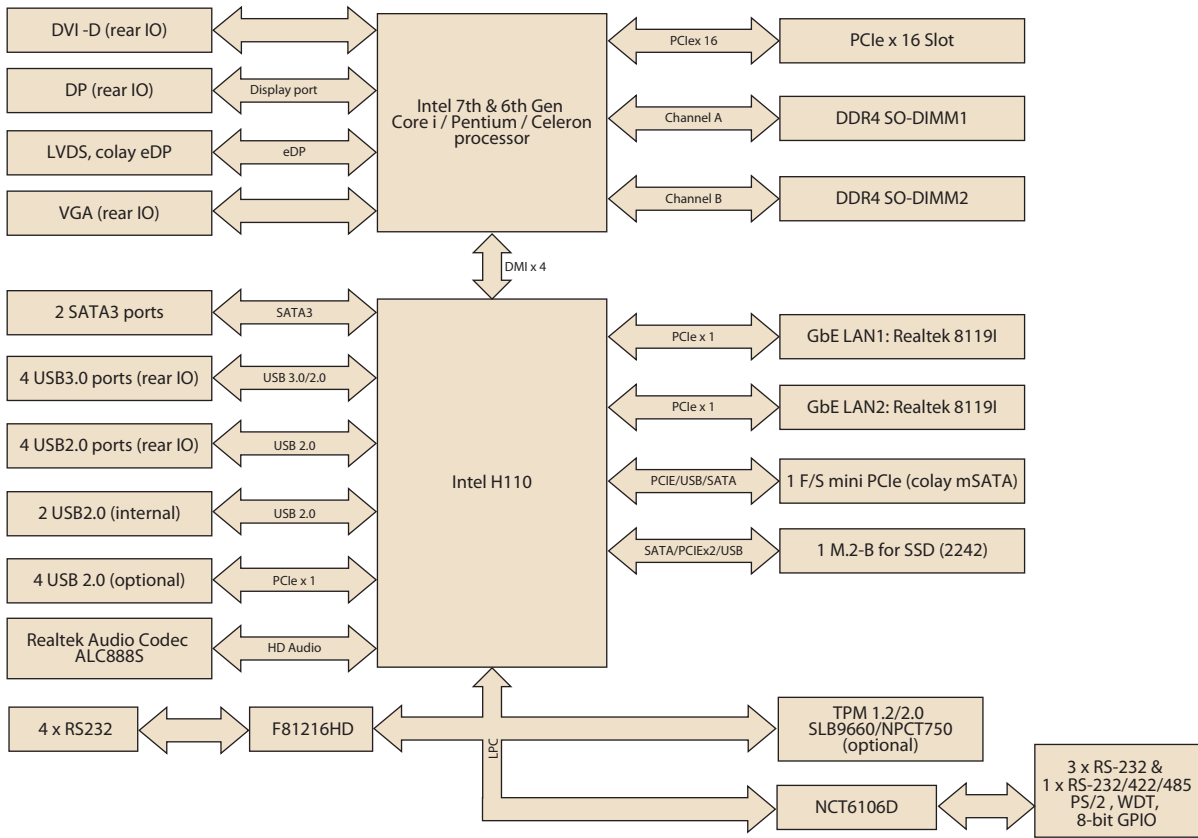 DVI -D (rear IO)
DP (rear IO)
Display port
LVDS, colay eDP
eDP
VGA (rear IO)
Intel 7th & 6th Gen
Core i / Pentium / Celeron
processor
PCIex 16
PCIe x 16 Slot
Channel A
DDR4 SO-DIMM1
Channel B
DDR4 SO-DIMM2
DMI x 4
2 SATA3 ports
SATA3
4 USB3.0 ports (rear IO)
USB 3.0/2.0
4 USB2.0 ports (rear IO)
USB 2.0
2 USB2.0 (internal)
USB 2.0
4 USB 2.0 (optional)
PCIe x 1
Realtek Audio Codec
ALC888S
HD Audio
Intel H110
PCIe x 1
GbE LAN1: Realtek 8119I
PCIe x 1
GbE LAN2: Realtek 8119I
PCIE/USB/SATA
1 F/S mini PCIe (colay mSATA)
SATA/PCIEx2/USB
1 M.2-B for SSD (2242)
4 x RS232
F81216HD
LPC
TPM 1.2/2.0
SLB9660/NPCT750
(optional)
NCT6106D
3 x RS-232 &
1 x RS-232/422/485
PS/2 , WDT,
8-bit GPIO